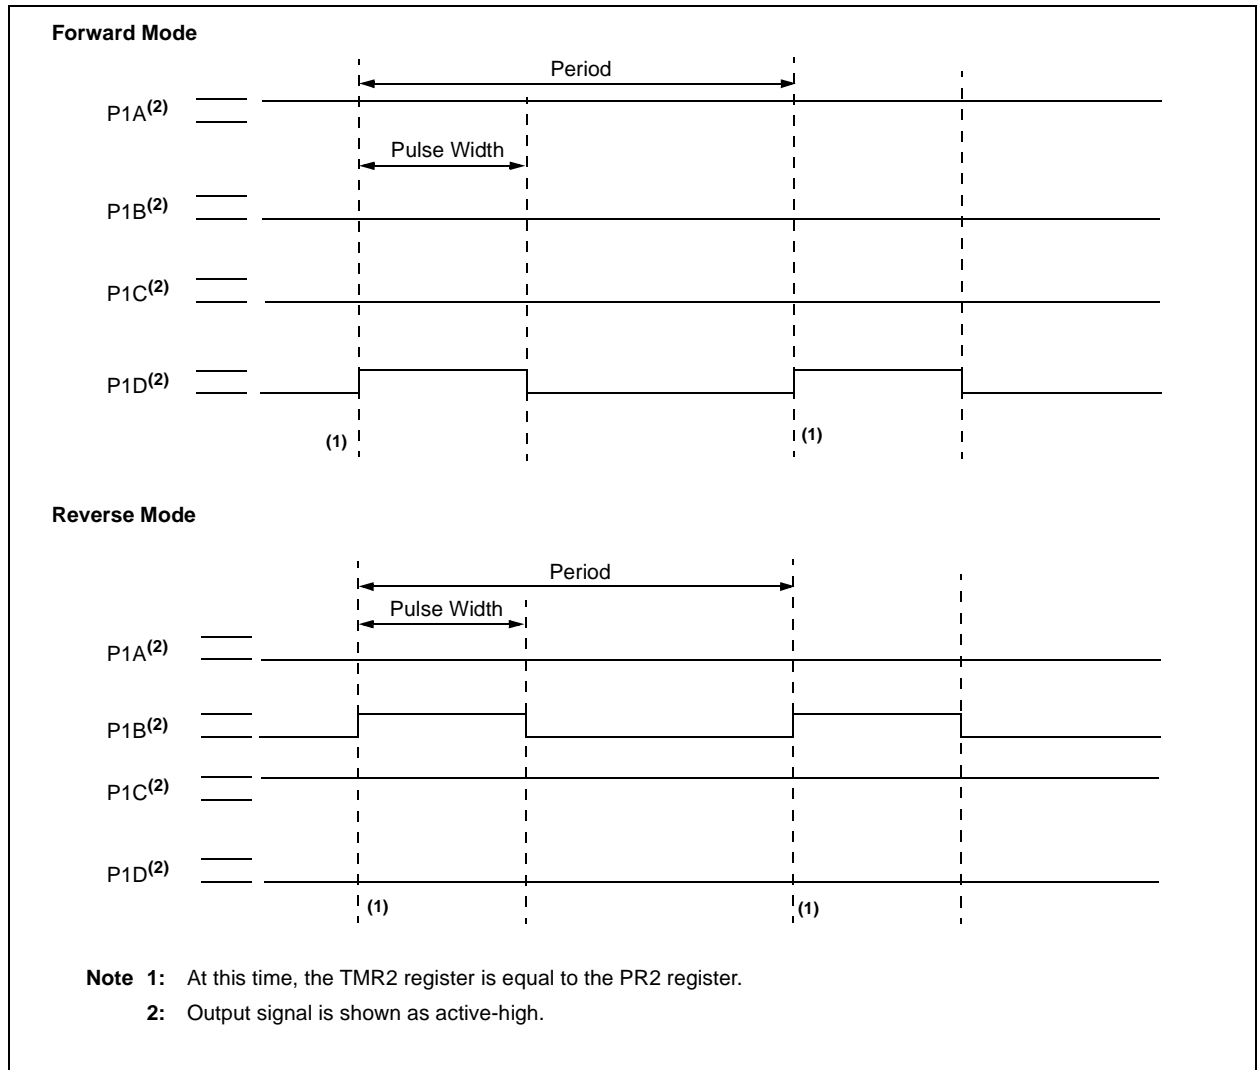 Forward Mode
Period
P1A(2)
Pulse Width
P1B(2)
P1C(2)
P1D(2)
(1)
(1)
Reverse Mode
Period
Pulse Width
P1A(2)
P1B(2)
P1C(2)
P1D(2)
(1)
(1)
Note 1: At this time, the TMR2 register is equal to the PR2 register.
2: Output signal is shown as active-high.